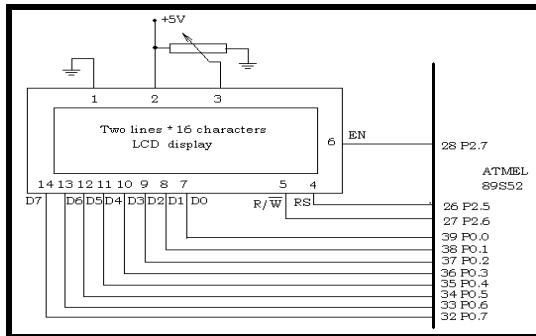 +5V
1 2 3
Two lines * 16 characters
LCD display
6 EN
28 P2.7
ATMEL
89S52
14 13 12 11 10 9 8 7 5 4
D7 D6 D5 D4 D3 D2 D1 D0 R/W RS
26 P2.5
27 P2.6
39 P0.0
38 P0.1
37 P0.2
36 P0.3
35 P0.4
34 P0.5
33 P0.6
32 P0.7